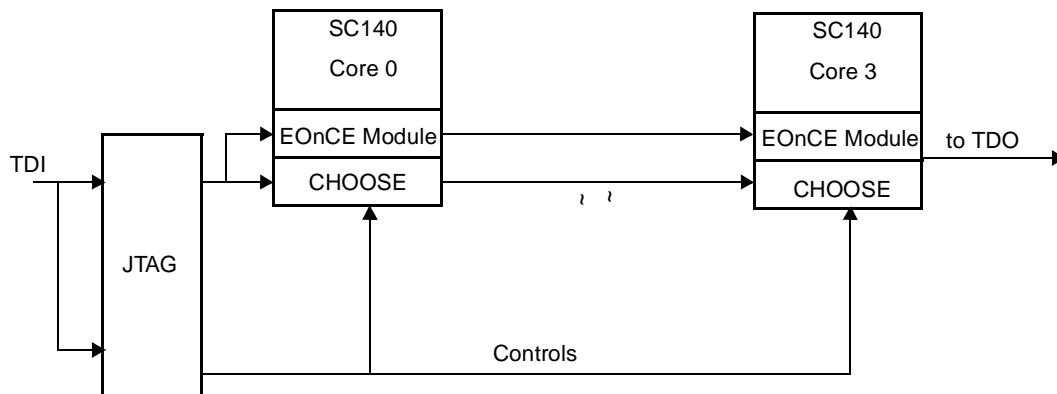 SC140
Core 0
EOnCE Module
CHOOSE
SC140
Core 3
EOnCE Module
CHOOSE
to TDO
TDI
JTAG
~ ~
Controls